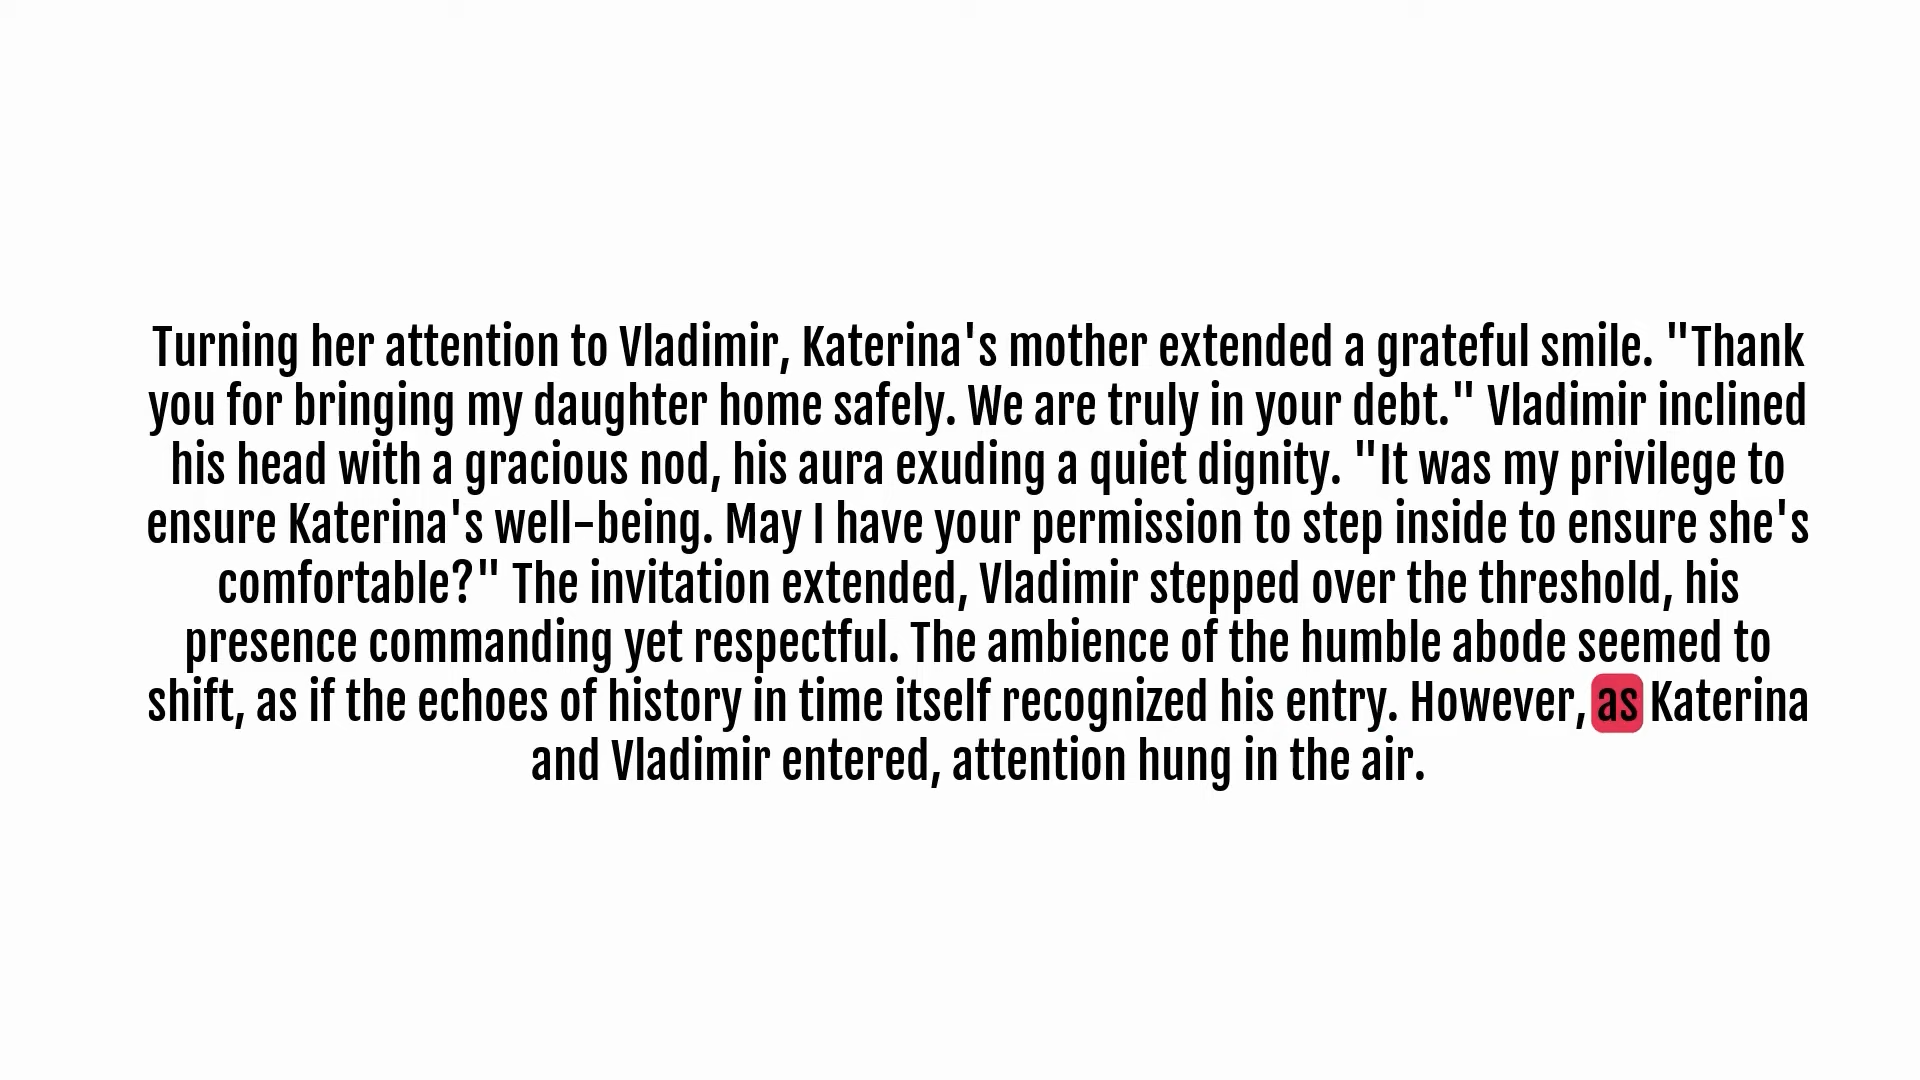 Turning her attention to Vladimir, Katerina's mother extended a grateful smile. "Thank
you for bringing my daughter home safely. We are truly in your debt." Vladimir inclined
his head with a gracious nod, his aura exuding a quiet dignity. "It was my privilege to
ensure Katerina's well-being. May I have your permission to step inside to ensure she's
comfortable?" The invitation extended, Vladimir stepped over the threshold, his
presence commanding yet respectful. The ambience of the humble abode seemed to
shift, as if the echoes of history in time itself recognized his entry. However, as Katerina
and Vladimir entered, attention hung in the air.